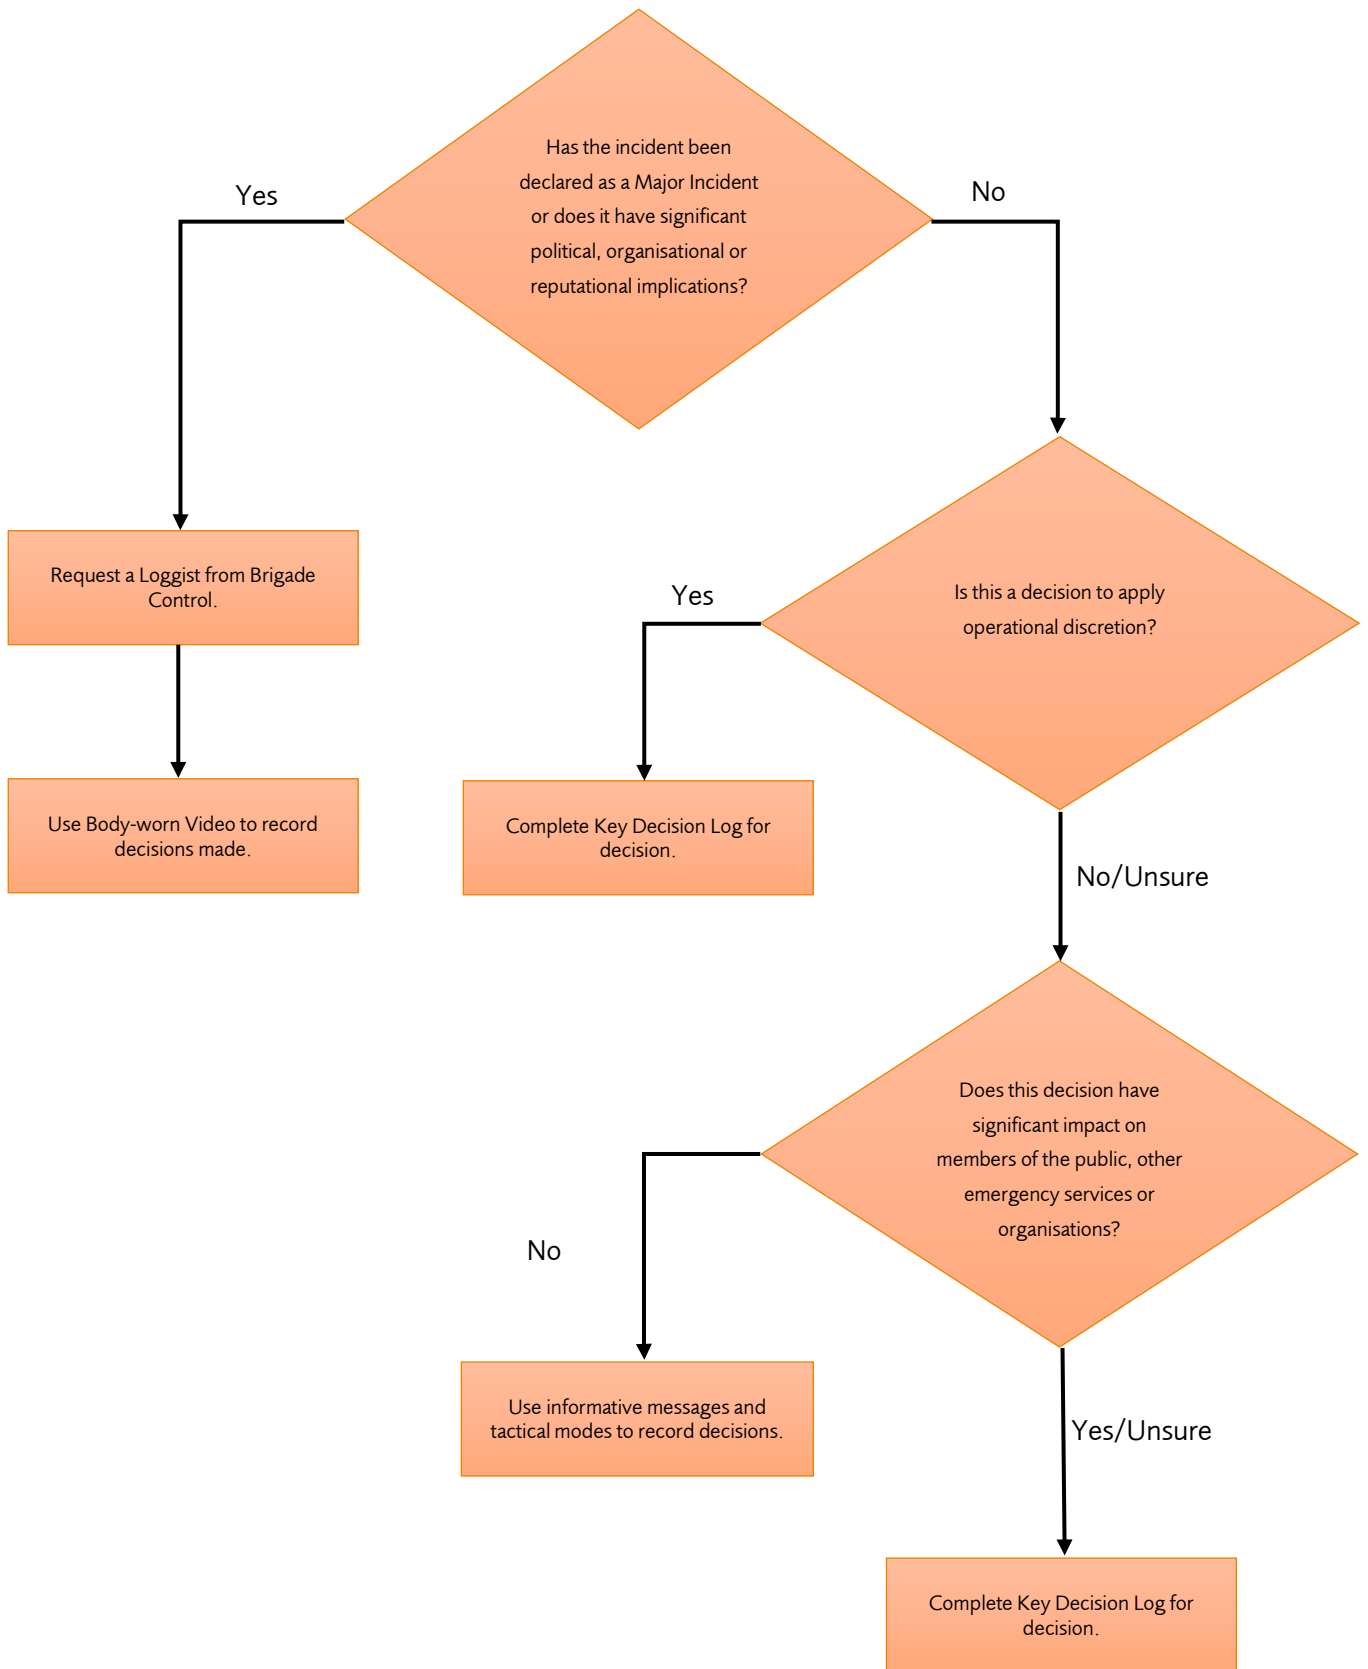 Has the incident been
declared as a Major Incident
or does it have significant
political, organisational or
reputational implications?
Yes
No
Request a Loggist from Brigade
Control.
Is this a decision to apply
operational discretion?
Yes
Use Body-worn Video to record
decisions made.
Complete Key Decision Log for
decision.
No/Unsure
Does this decision have
significant impact on
members of the public, other
emergency services or
organisations?
No
Use informative messages and
tactical modes to record decisions.
Yes/Unsure
Complete Key Decision Log for
decision.